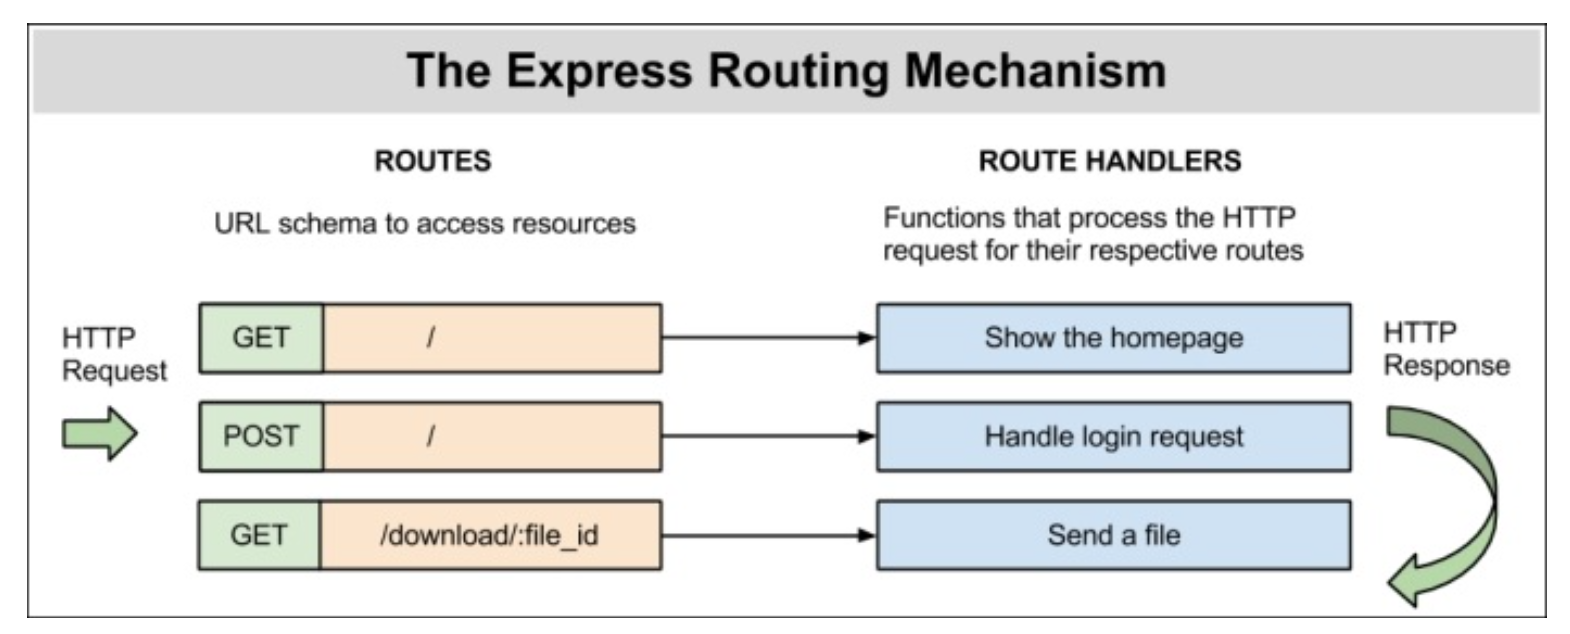 The Express Routing Mechanism
ROUTES
URL schema to access resources
ROUTE HANDLERS
Functions that process the HTTP
request for their respective routes
HTTP
Request
GET /
Show the homepage
POST /
Handle login request
GET /download/:file_id
Send a file
HTTP
Response